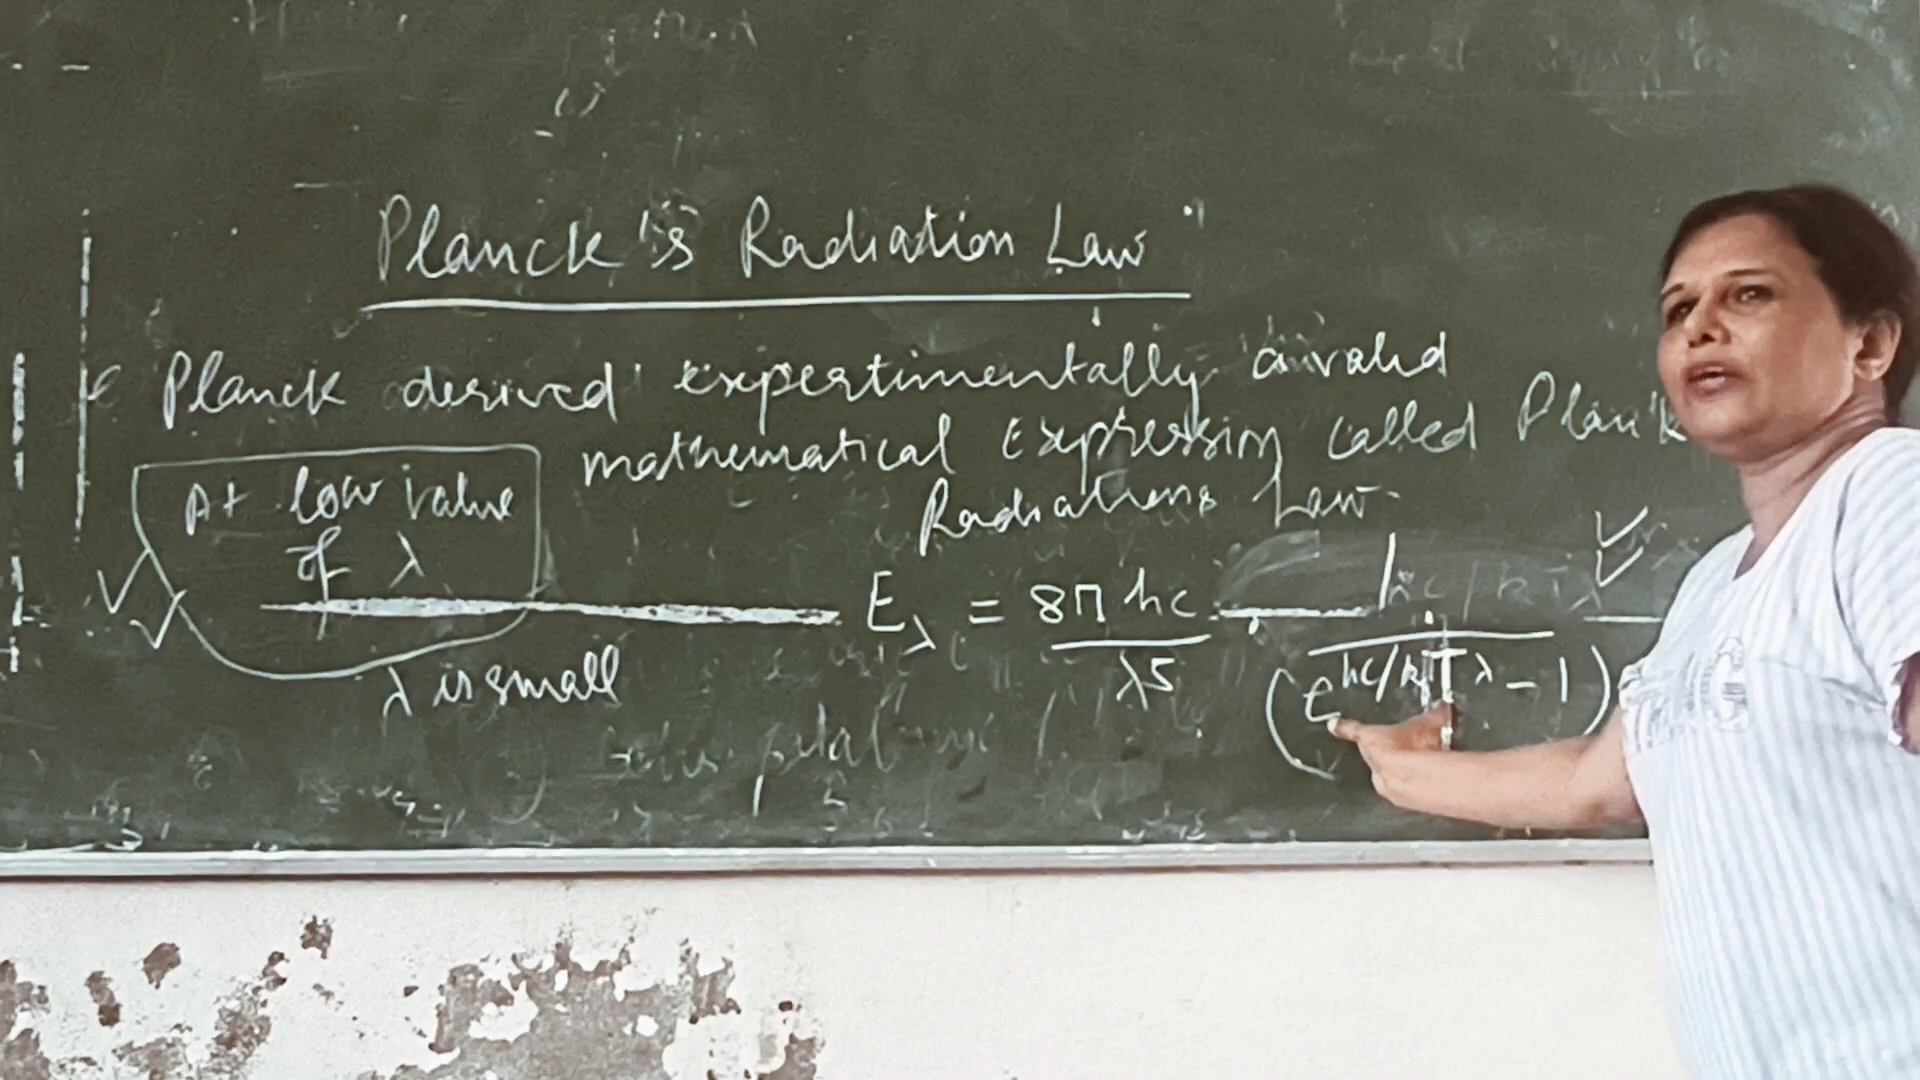 Planck's Radiation Law
Planck derived expertimentally a valid
mathematical Expression called Planck
Radiations Law.
At low value
of λ
λ is small
E_λ = 8π hc / λ5 · 1 / (e^{hc/kTλ} - 1)